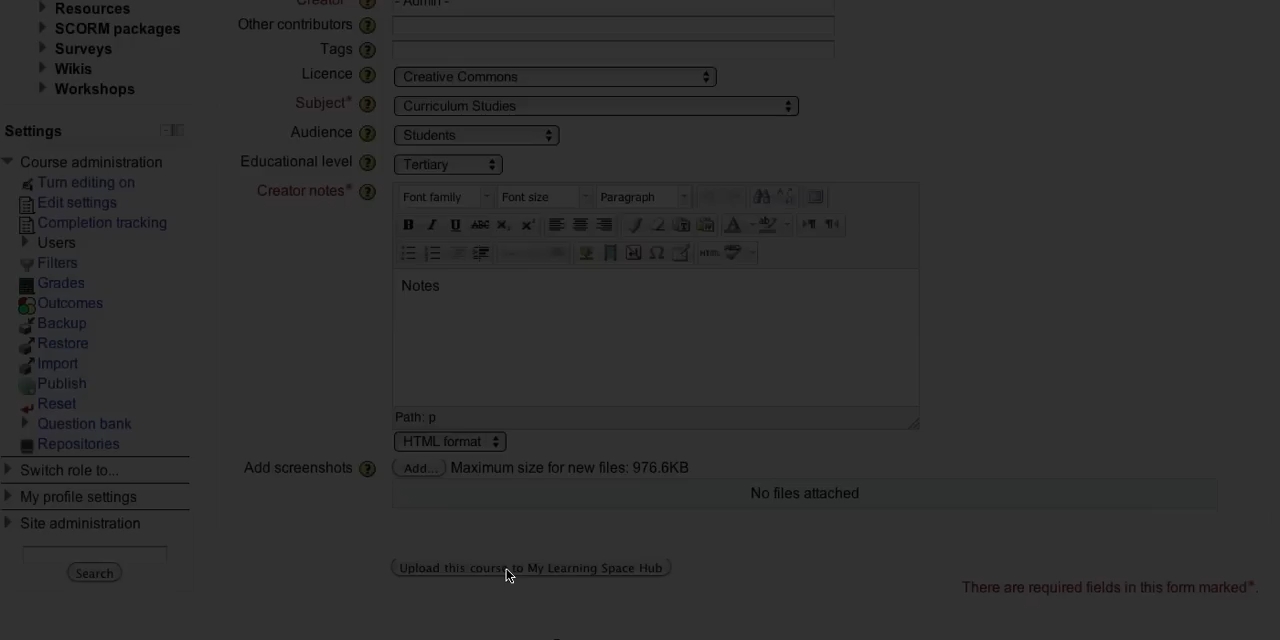 Resources
SCORM packages
Surveys
Wikis
Workshops
Settings
Course administration
Turn editing on
Edit settings
Completion tracking
Users
Filters
Grades
Outcomes
Backup
Restore
Import
Publish
Reset
Question bank
Repositories
Switch role to...
My profile settings
Site administration
Search
Creator - Admin -
Other contributors
Tags
Licence Creative Commons
Subject* Curriculum Studies
Audience Students
Educational level Tertiary
Creator notes* Font family Font size Paragraph
B I U ABC
HTML
Notes
Path: p
HTML format
Add screenshots Add... Maximum size for new files: 976.6KB
No files attached
Upload this course to My Learning Space Hub
There are required fields in this form marked*.